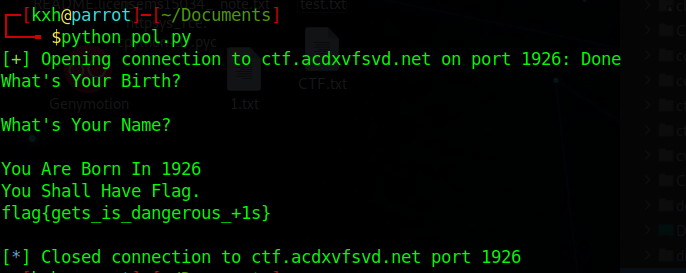 README licensems15034 note.txt test.txt
┌─[kxh@parrot]─[~/Documents]
└──╼ $python pol.py
[+] Opening connection to ctf.acdxvfsvd.net on port 1926: Done
What's Your Birth?
Genymotion 1.txt CTF.txt
What's Your Name?
You Are Born In 1926
You Shall Have Flag.
flag{gets_is_dangerous_+1s}
[*] Closed connection to ctf.acdxvfsvd.net port 1926